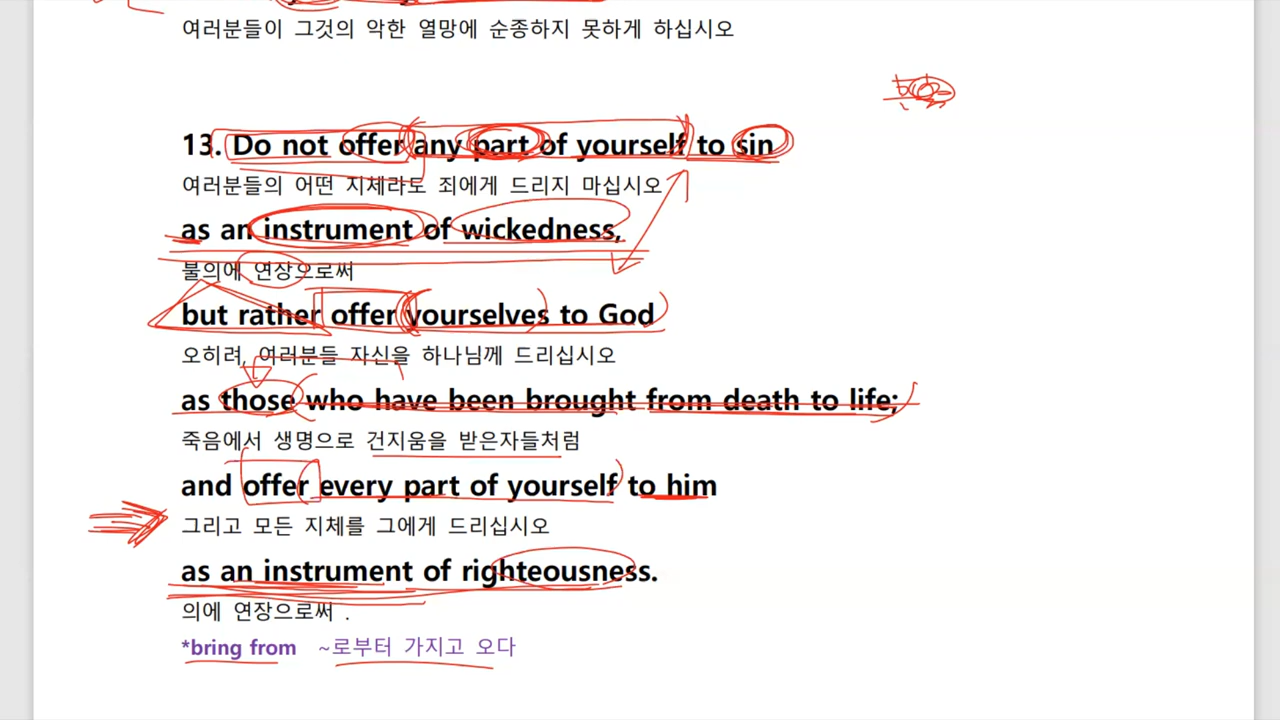 여러분들이 그것의 악한 열망에 순종하지 못하게 하십시오
13. Do not offer any part of yourself to sin
여러분들의 어떤 지체라도 죄에게 드리지 마십시오
as an instrument of wickedness,
불의에 연장으로써
but rather offer yourselves to God
오히려, 여러분들 자신을 하나님께 드리십시오
as those who have been brought from death to life;
죽음에서 생명으로 건지움을 받은자들처럼
and offer every part of yourself to him
그리고 모든 지체를 그에게 드리십시오
as an instrument of righteousness.
의에 연장으로써 .
*bring from ~로부터 가지고 오다